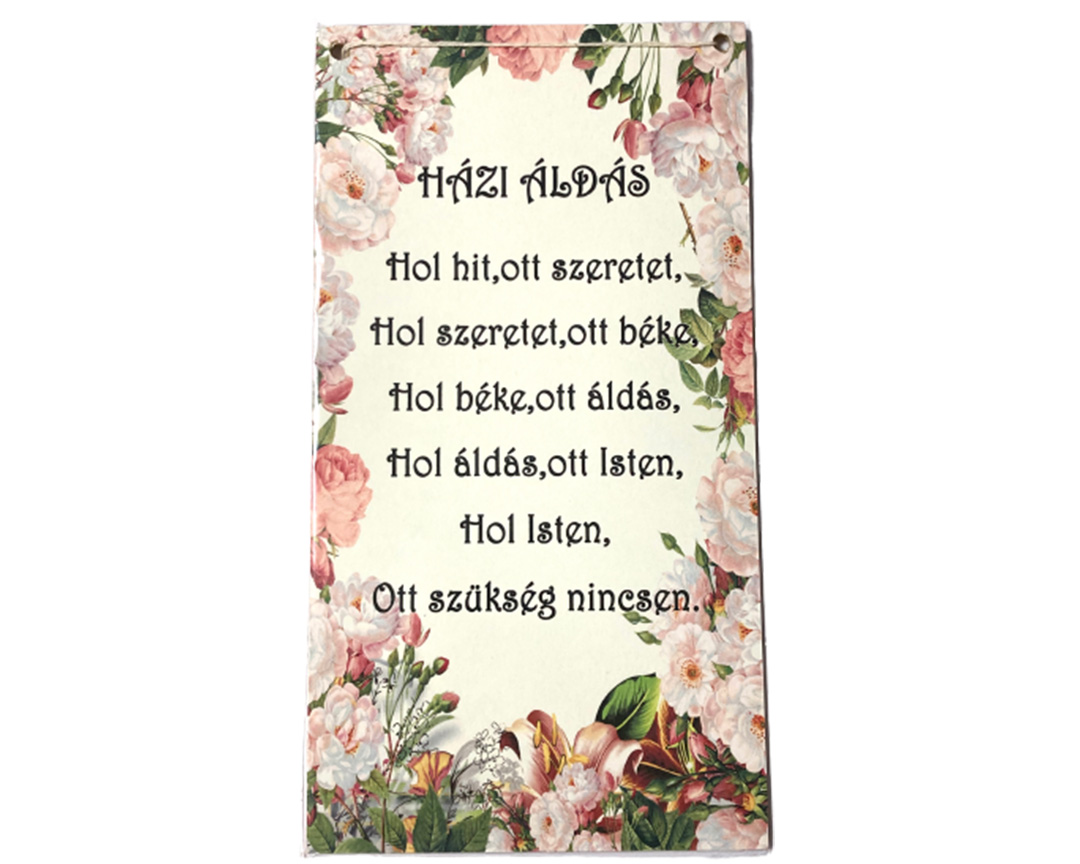 HÁZI ÁLDÁS
Hol hit,ott szeretet,
Hol szeretet,ott béke,
Hol béke,ott áldás,
Hol áldás,ott Isten,
Hol Isten,
Ott szükség nincsen.